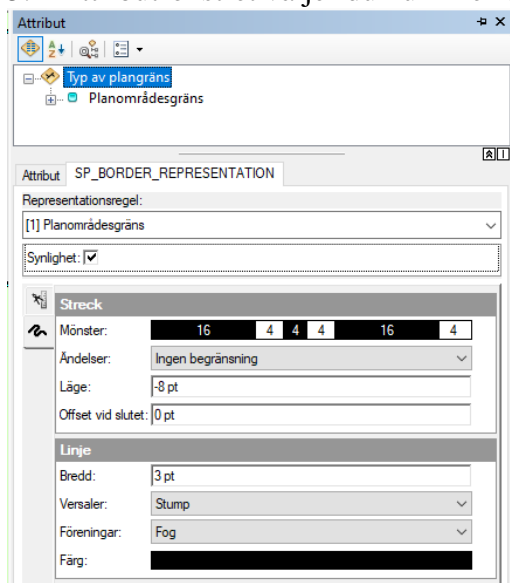 Attribut
Typ av plangräns
Planområdesgräns
Attribut SP_BORDER_REPRESENTATION
Representationsregel:
[1] Planområdesgräns
Synlighet:
Streck
Mönster: 16 4 4 4 16 4
Ändelser: Ingen begränsning
Läge: -8 pt
Offset vid slutet: 0 pt
Linje
Bredd: 3 pt
Versaler: Stump
Föreningar: Fog
Färg: